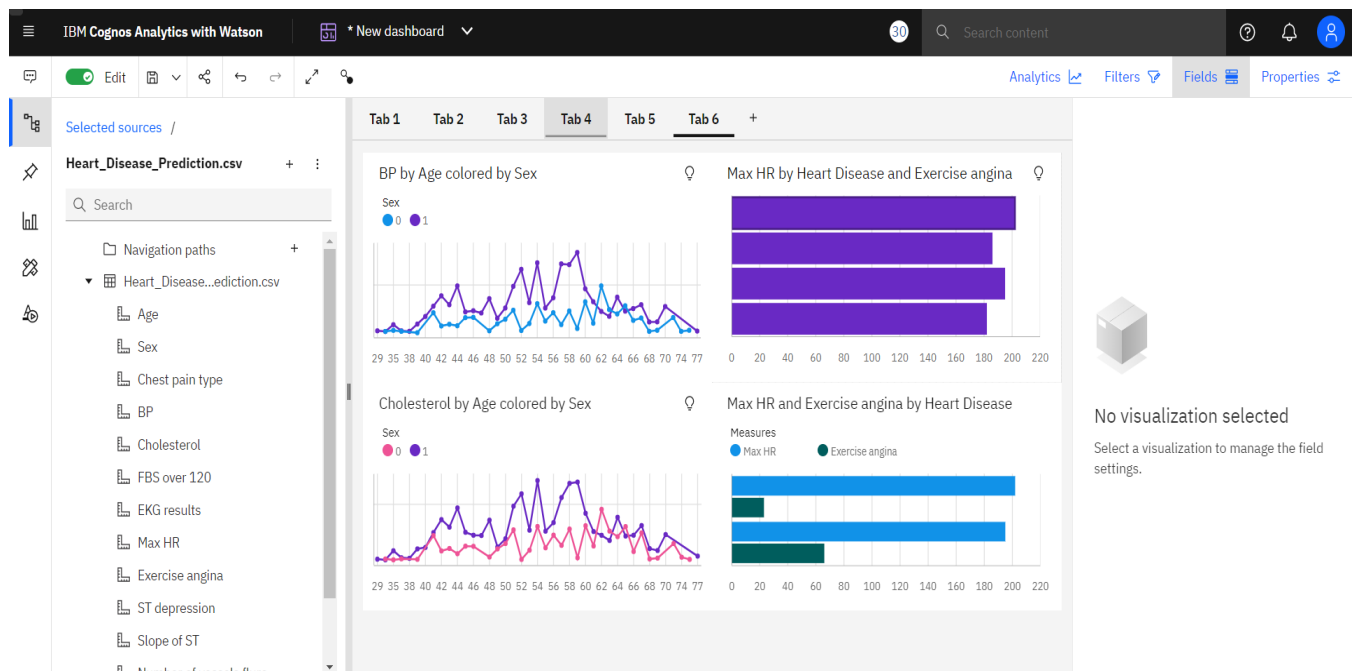 IBM Cognos Analytics with Watson
* New dashboard
30
Search content
Edit
Analytics
Filters
Fields
Properties
Selected sources /
Heart_Disease_Prediction.csv
Search
Navigation paths
Heart_Disease...ediction.csv
Age
Sex
Chest pain type
BP
Cholesterol
FBS over 120
EKG results
Max HR
Exercise angina
ST depression
Slope of ST
Tab 1 Tab 2 Tab 3 Tab 4 Tab 5 Tab 6 +
BP by Age colored by Sex
Sex
0 1
29 35 38 40 42 44 46 48 50 52 54 56 58 60 62 64 66 68 70 74 77
Max HR by Heart Disease and Exercise angina
0 20 40 60 80 100 120 140 160 180 200 220
Cholesterol by Age colored by Sex
Sex
0 1
29 35 38 40 42 44 46 48 50 52 54 56 58 60 62 64 66 68 70 74 77
Max HR and Exercise angina by Heart Disease
Measures
Max HR Exercise angina
0 20 40 60 80 100 120 140 160 180 200 220
No visualization selected
Select a visualization to manage the field
settings.